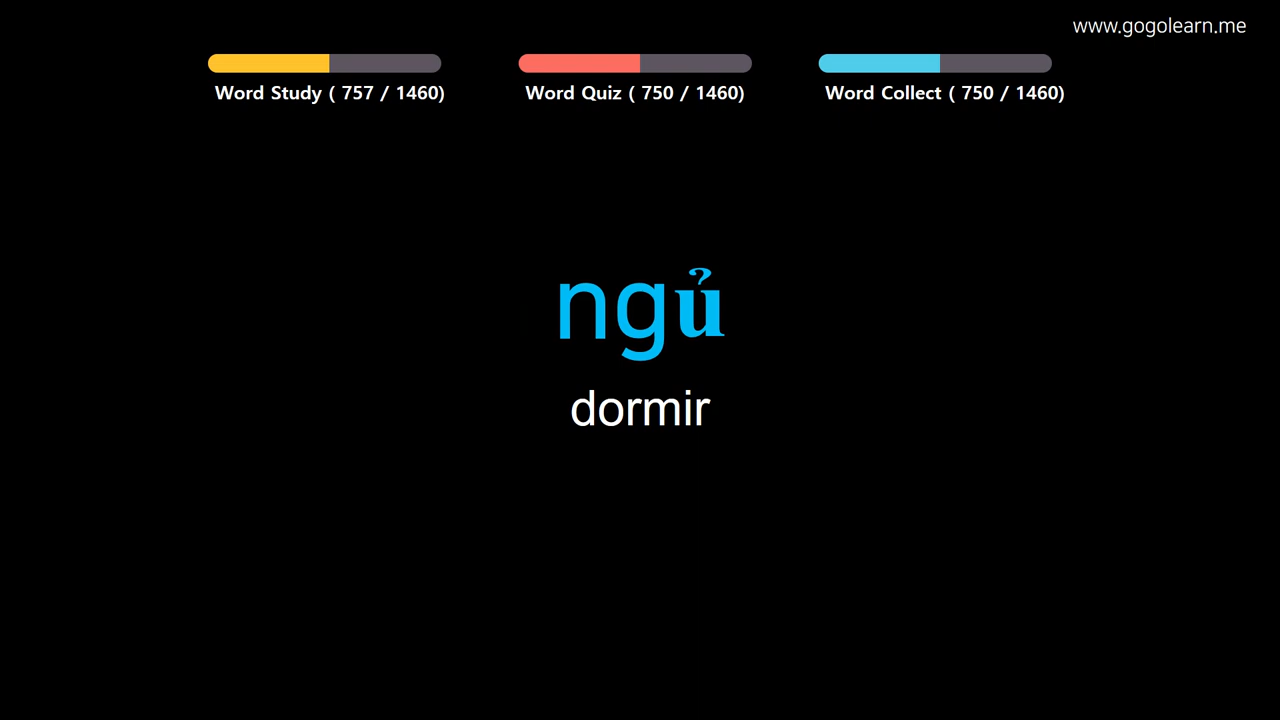 www.gogolearn.me
Word Study ( 757 / 1460)
Word Quiz ( 750 / 1460)
Word Collect ( 750 / 1460)
ngủ
dormir